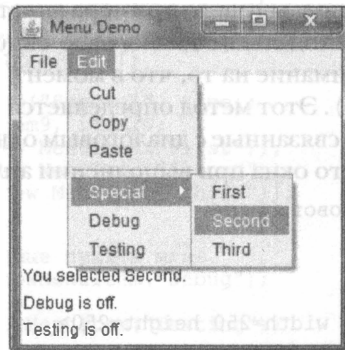 Menu Demo
File Edit
Cut
Copy
Paste
Special First
Second
Debug
Testing Third
You selected Second.
Debug is off.
Testing is off.